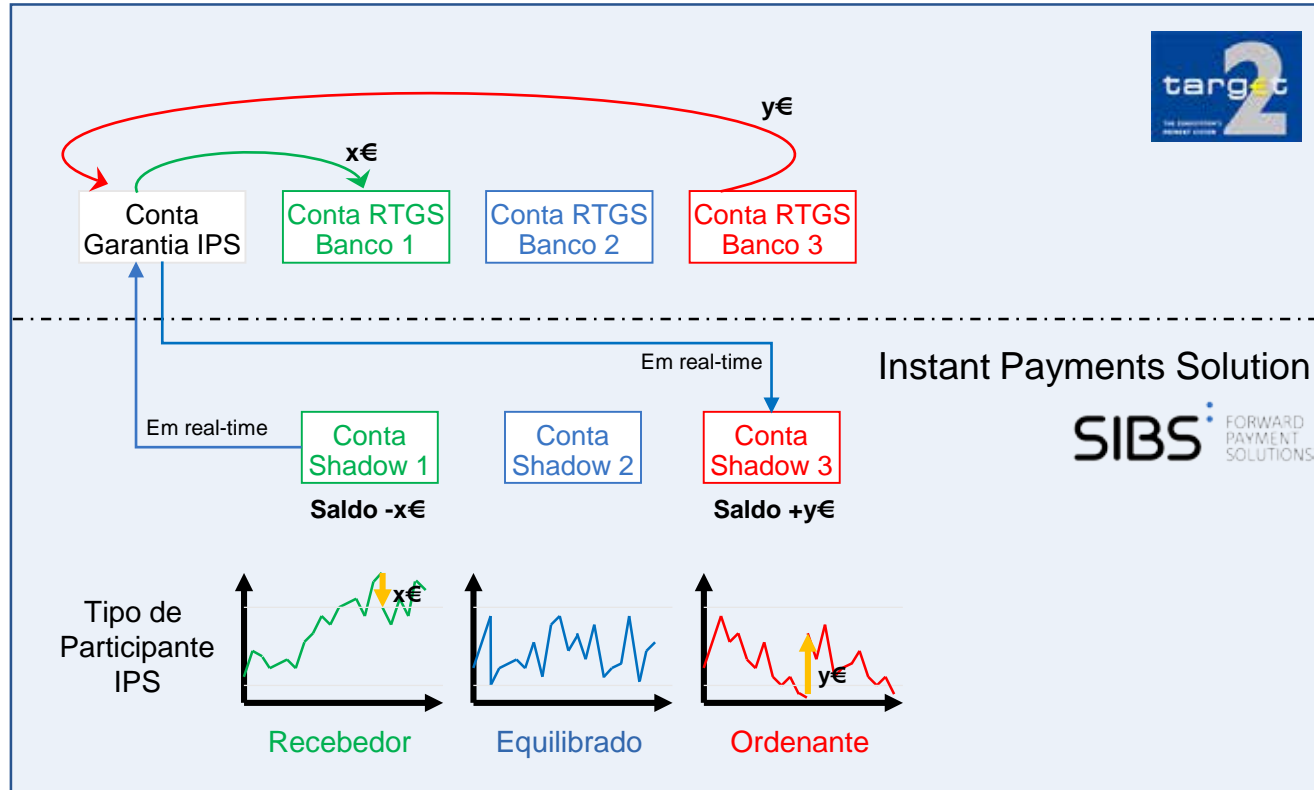 target
2
y€
x€
Conta
Garantia IPS
Conta RTGS
Banco 1
Conta RTGS
Banco 2
Conta RTGS
Banco 3
Em real-time
Instant Payments Solution
Em real-time
Conta
Shadow 1
Conta
Shadow 2
Conta
Shadow 3
SIBS
FORWARD
PAYMENT
SOLUTIONS
Saldo -x€
Saldo +y€
Tipo de
Participante
IPS
x€
y€
Recebedor
Equilibrado
Ordenante